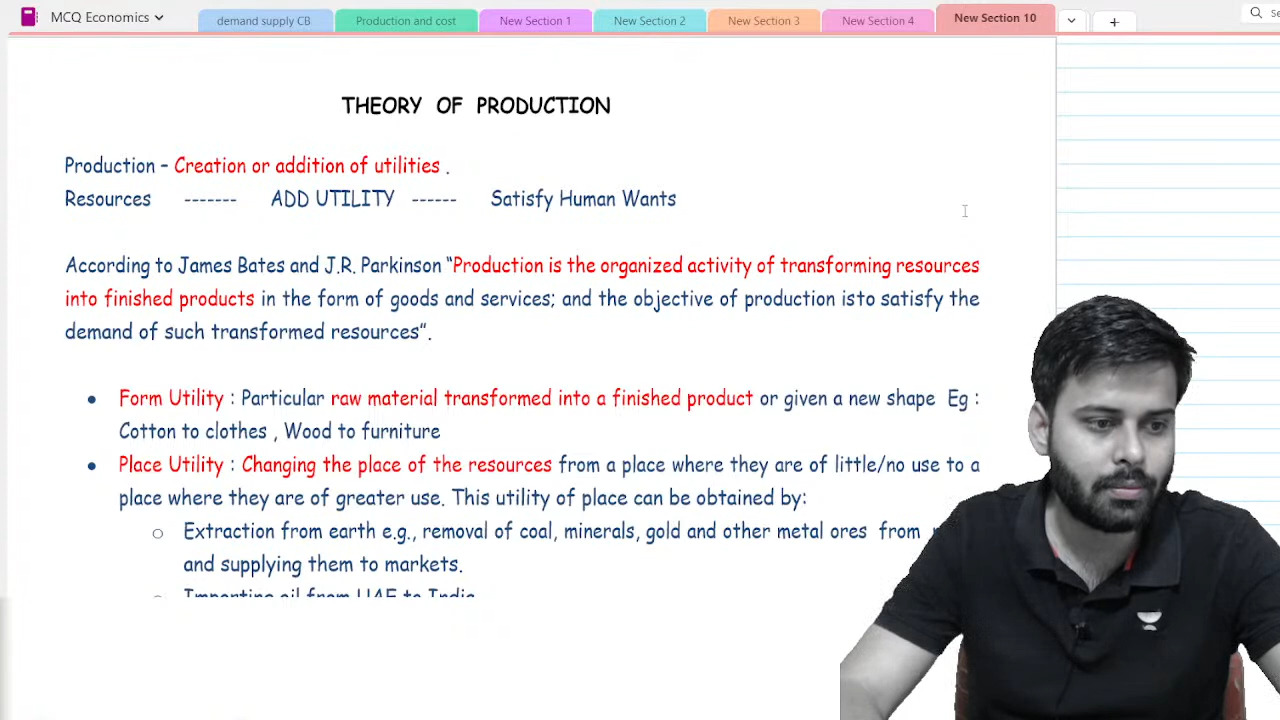 MCQ Economics
demand supply CB
Production and cost
New Section 1
New Section 2
New Section 3
New Section 4
New Section 10
THEORY OF PRODUCTION
Production – Creation or addition of utilities .
Resources ------- ADD UTILITY ------ Satisfy Human Wants
According to James Bates and J.R. Parkinson “Production is the organized activity of transforming resources
into finished products in the form of goods and services; and the objective of production isto satisfy the
demand of such transformed resources”.
Form Utility : Particular raw material transformed into a finished product or given a new shape Eg :
Cotton to clothes , Wood to furniture
Place Utility : Changing the place of the resources from a place where they are of little/no use to a
place where they are of greater use. This utility of place can be obtained by:
Extraction from earth e.g., removal of coal, minerals, gold and other metal ores from
and supplying them to markets.
Importing oil from UAE to India